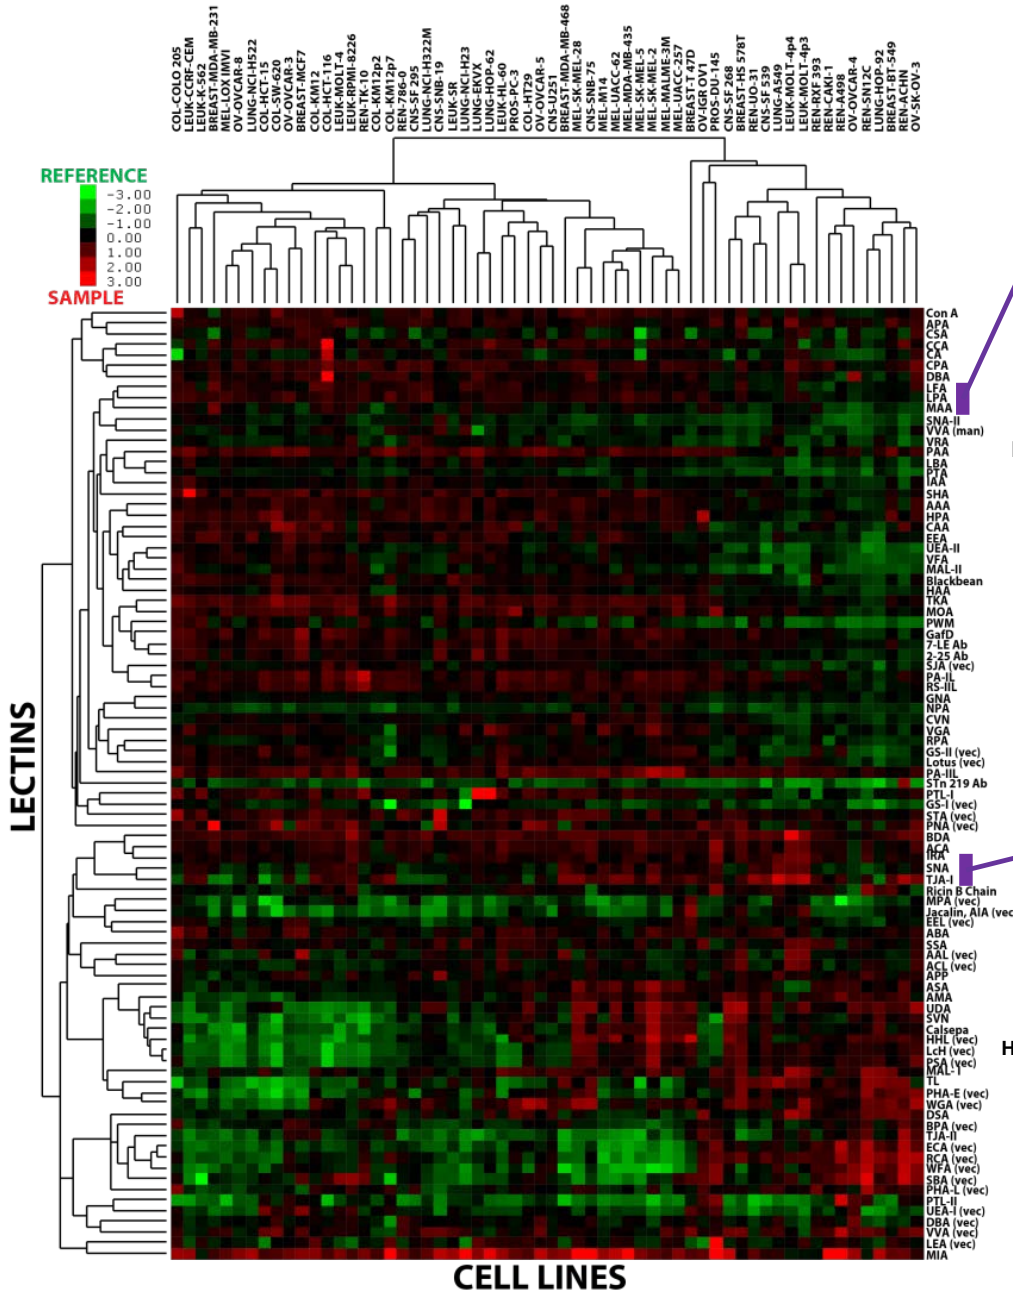 COL-COLO 205
LEUK-CCRF-CEM
LEUK-K-562
BREAST-MDA-MB-231
MEL-LOXIMVI
OV-OVCAR-8
LUNG-NCI-H522
COL-HCT-15
COL-SW-620
OV-OVCAR-3
BREAST-MCF7
COL-KM12
COL-HCT-116
LEUK-MOLT-4
LEUK-RPMI-8226
REN-TK-10
COL-KM12p2
COL-KM12p7
REN-786-0
CNS-SF 295
LUNG-NCI-H322M
CNS-SNB-19
LEUK-SR
LUNG-NCI-H23
LUNG-EKVX
LUNG-HOP-62
LEUK-HL-60
PROS-PC-3
COL-HT29
OV-OVCAR-5
CNS-U251
BREAST-MDA-MB-468
MEL-SK-MEL-28
CNS-SNB-75
MEL-M14
MEL-UACC-62
MEL-MDA-MB-435
MEL-SK-MEL-5
MEL-SK-MEL-2
MEL-MALME-3M
MEL-UACC-257
BREAST-T 47D
OV-IGR OV1
PROS-DU-145
CNS-SF 268
BREAST-HS 578T
REN-UO-31
CNS-SF 539
LUNG-A549
LEUK-MOLT-4p4
LEUK-MOLT-4p3
REN-RXF 393
REN-CAKI-1
REN-A498
OV-OVCAR-4
REN-SN12C
LUNG-HOP-92
BREAST-BT-549
REN-ACHN
OV-SK-OV-3
REFERENCE
-3.00
-2.00
-1.00
0.00
1.00
2.00
3.00
SAMPLE
Con A
APA
CSA
CCA
CA
CPA
DBA
LFA
LPA
MAA
SNA-II
VVA (man)
VRA
PAA
LBA
PTA
IAA
SHA
AAA
HPA
CAA
EEA
UEA-II
VFA
MAL-II
Blackbean
HAA
TKA
MOA
PWM
GafD
7-LE Ab
2-25 Ab
SJA (vec)
PA-IL
RS-IIL
GNA
NPA
CVN
VGA
RPA
GS-II (vec)
Lotus (vec)
PA-IIL
STn 219 Ab
PTL-I
GS-I (vec)
STA (vec)
PNA (vec)
BDA
ACA
IRA
SNA
TJA-I
Ricin B Chain
MPA (vec)
Jacalin, AIA (vec
EEL (vec)
ABA
SSA
AAL (vec)
ACL (vec)
APP
ASA
AMA
UDA
SVN
Calsepa
HHL (vec)
LcH (vec)
PSA (vec)
MAL-I
TL
PHA-E (vec)
WGA (vec)
DSA
BPA (vec)
TJA-II
ECA (vec)
RCA (vec)
WFA (vec)
SBA (vec)
PHA-L (vec)
PTL-II
UEA-I (vec)
DBA (vec)
VVA (vec)
LEA (vec)
MIA
H
LECTINS
CELL LINES